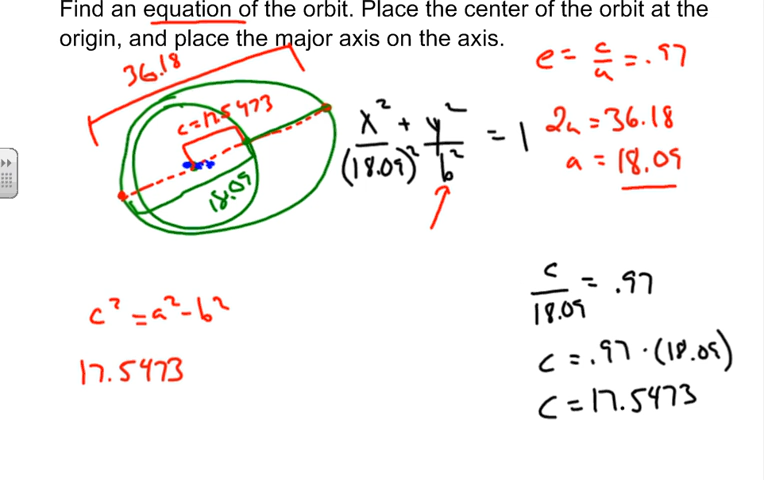 Find an equation of the orbit. Place the center of the orbit at the
origin, and place the major axis on the axis.
36.18
c=17.5473
18.09
x²/(18.09)² + y²/b² = 1
e = c/a = .97
2a = 36.18
a = 18.09
c² = a² - b²
17.5473
c/18.09 = .97
c = .97 · (18.09)
c = 17.5473